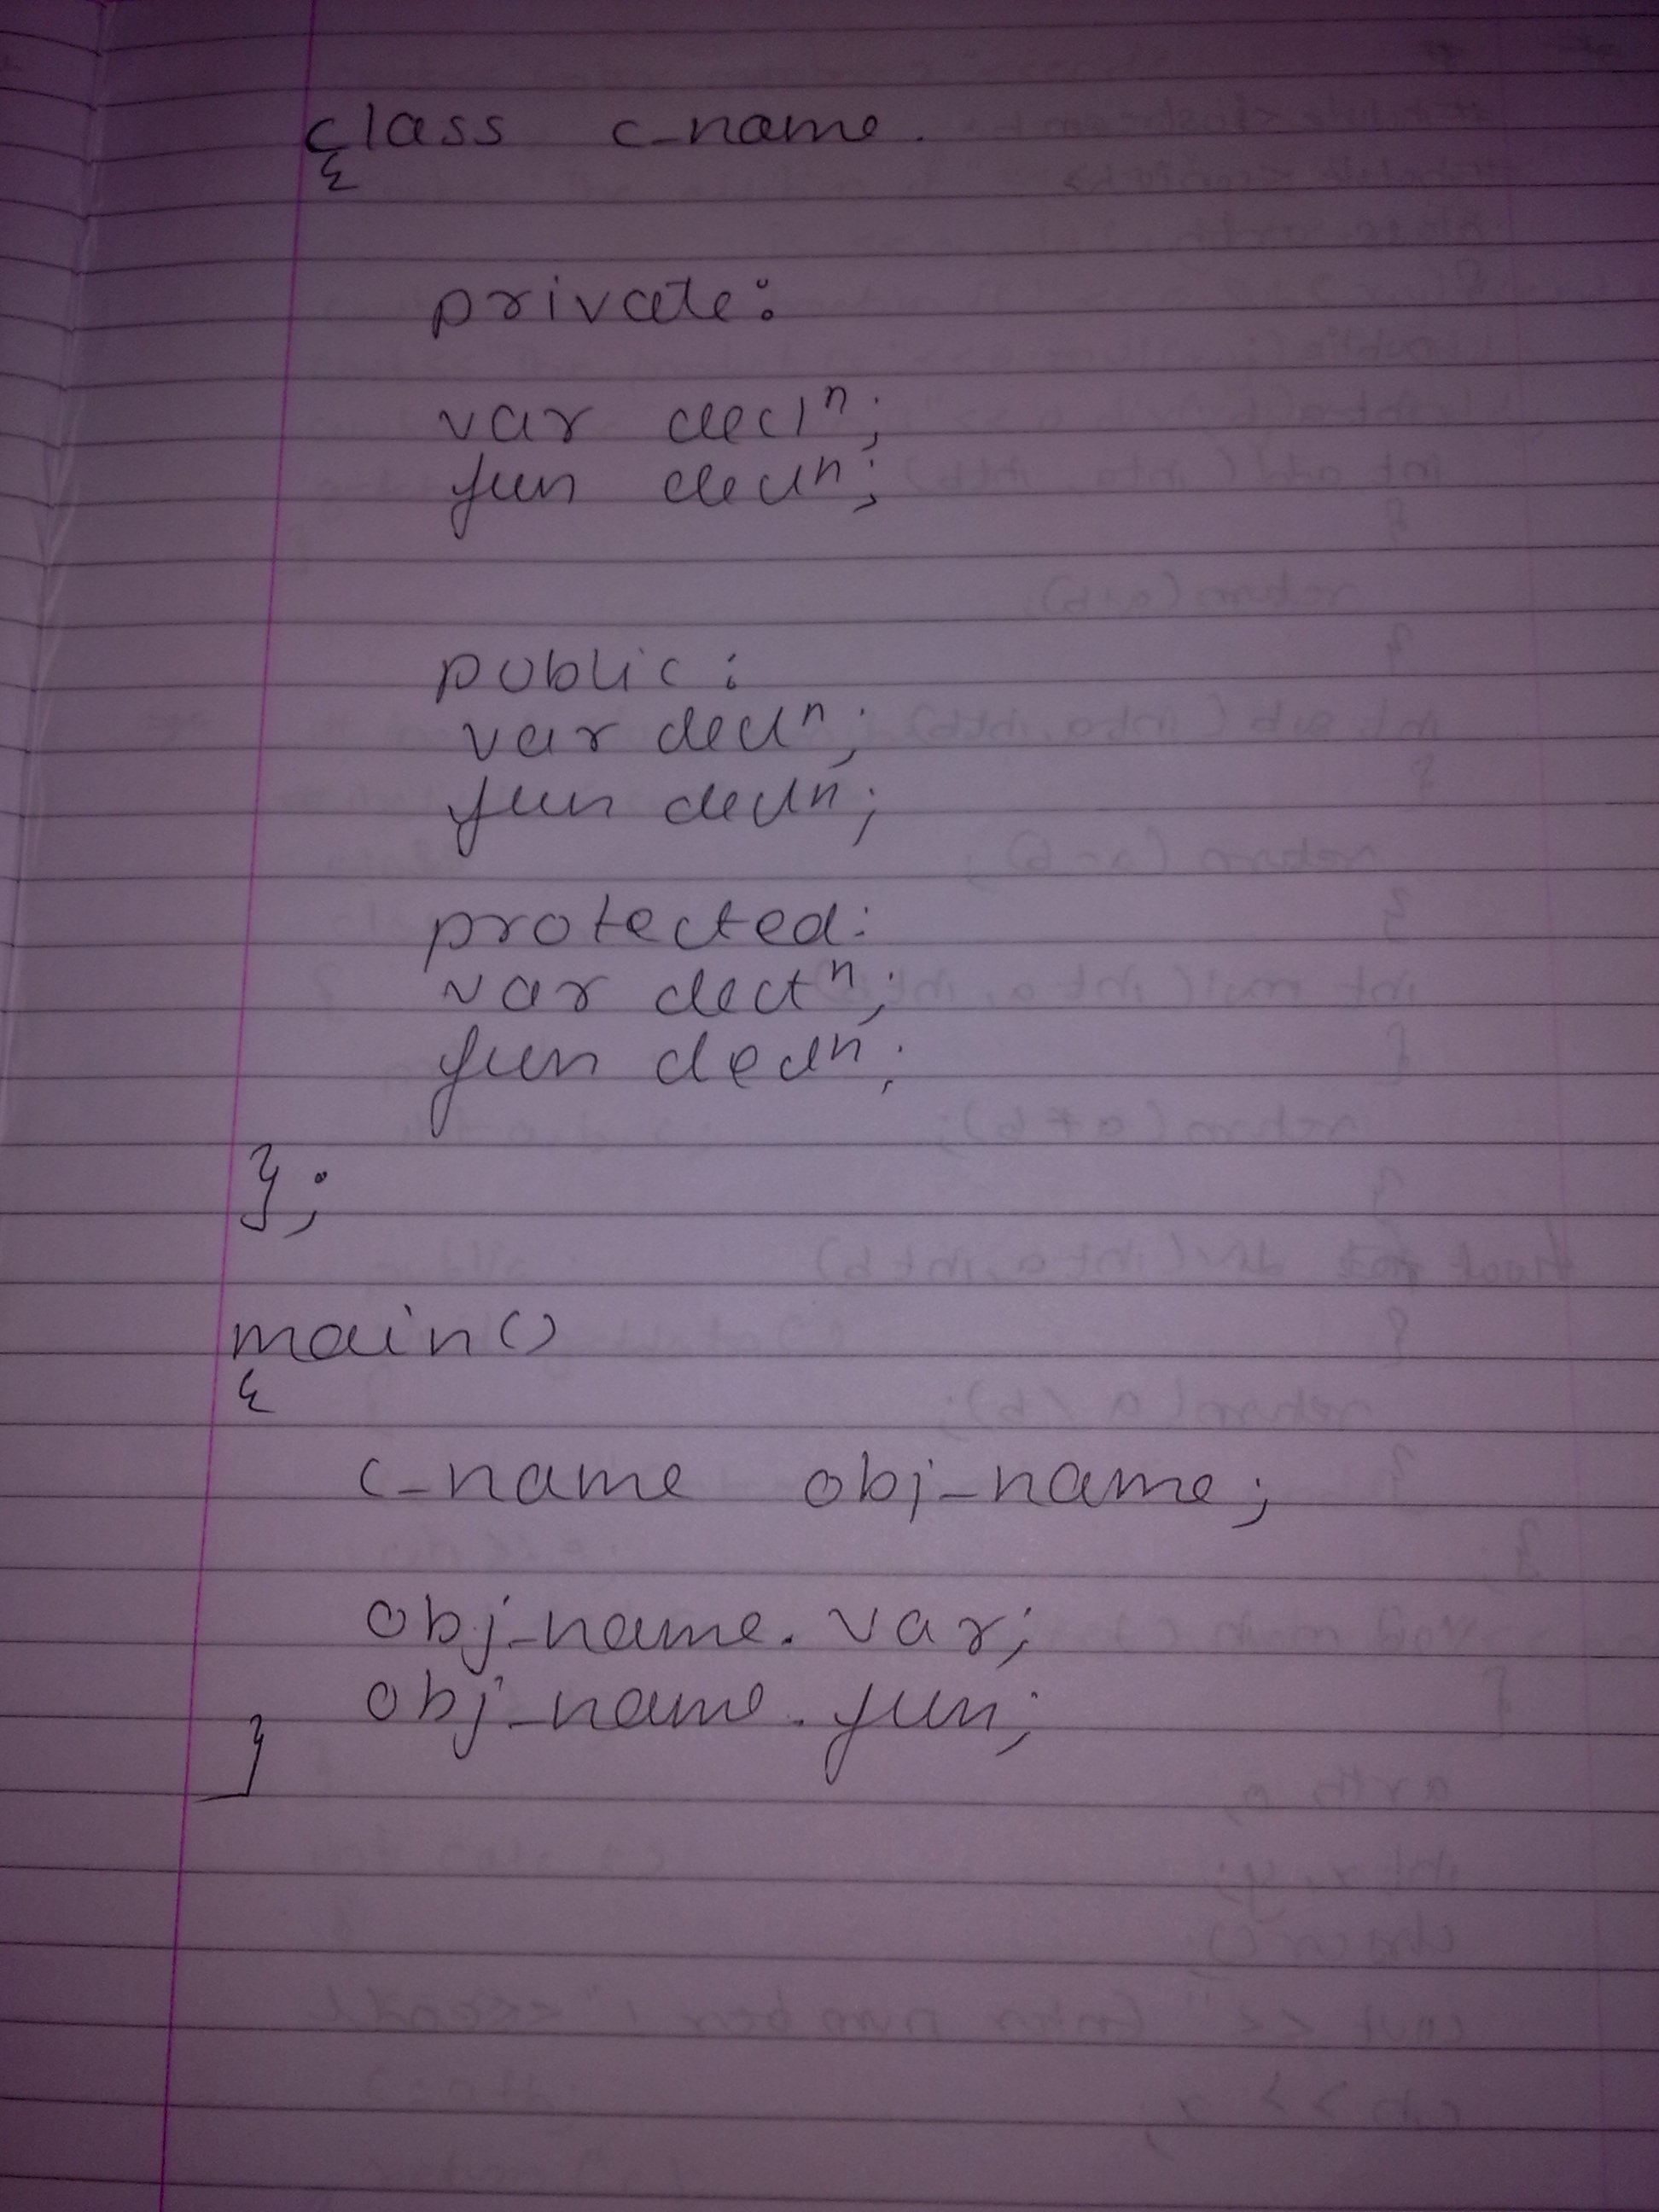 class c_name.
{
private:
var declⁿ;
fun declⁿ;
public:
var declⁿ;
fun declⁿ;
protected:
var declⁿ;
fun declⁿ;
};
main()
{
c_name obj_name;
obj_name.var;
obj_name.fun;
}